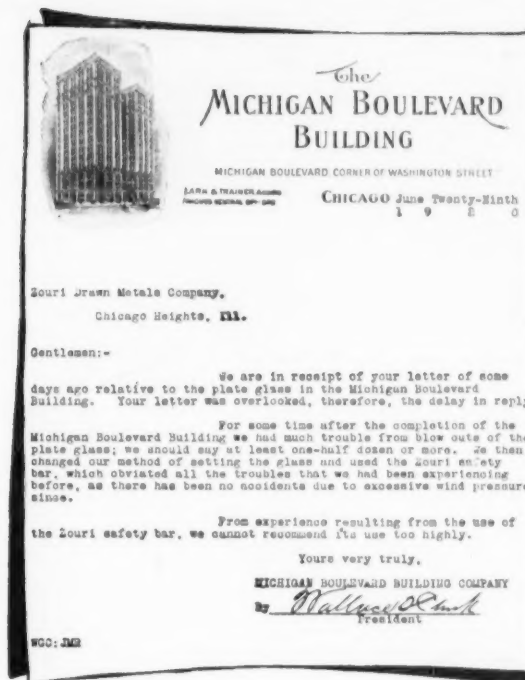 The
MICHIGAN BOULEVARD
BUILDING
MICHIGAN BOULEVARD CORNER OF WASHINGTON STREET
CHICAGO June Twenty-Ninth
1 9 2 0
Zouri Drawn Metals Company,
Chicago Heights, Ill.
Gentlemen:-
We are in receipt of your letter of some
days ago relative to the plate glass in the Michigan Boulevard
Building. Your letter was overlooked, therefore, the delay in reply
For some time after the completion of the
Michigan Boulevard Building we had much trouble from blow outs of the
plate glass; we should say at least one-half dozen or more. We then
changed our method of setting the glass and used the Zouri safety
bar, which obviated all the troubles that we had been experiencing
before, as there has been no accidents due to excessive wind pressure
since.
From experience resulting from the use of
the Zouri safety bar, we cannot recommend its use too highly.
Yours very truly,
MICHIGAN BOULEVARD BUILDING COMPANY
By Wallace
President
WGC:JMR